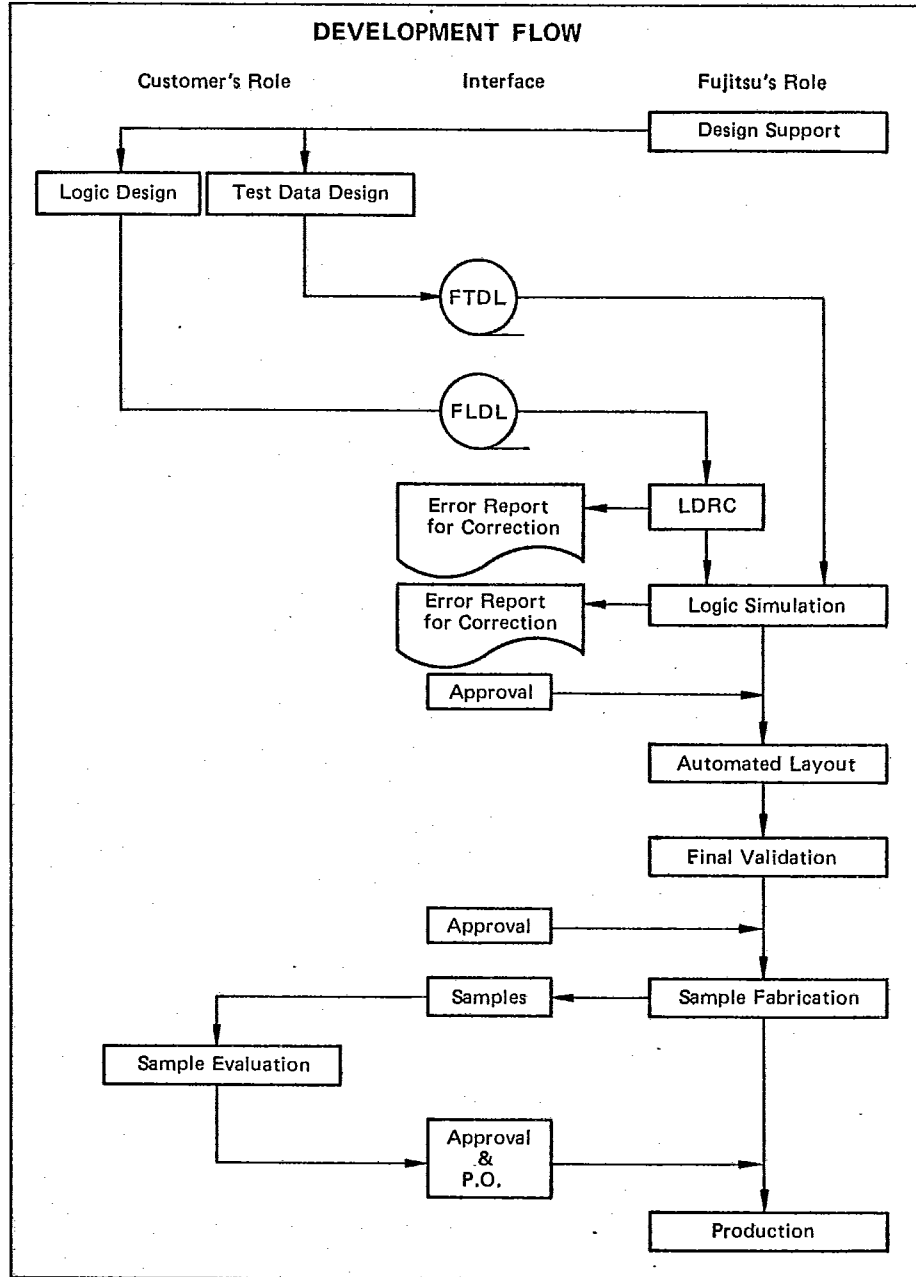 DEVELOPMENT FLOW
Customer's Role
Interface
Fujitsu's Role
Design Support
Logic Design
Test Data Design
FTDL
FLDL
LDRC
Error Report
for Correction
Error Report
for Correction
Logic Simulation
Approval
Automated Layout
Final Validation
Approval
Samples
Sample Fabrication
Sample Evaluation
Approval
&
P.O.
Production